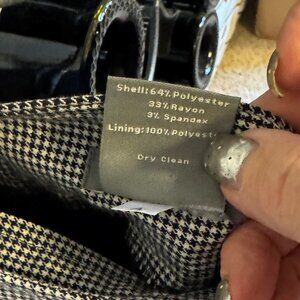 Shell:64% Polyester
33% Rayon
3% Spandex
Lining:100% Polyest
Dry Clean